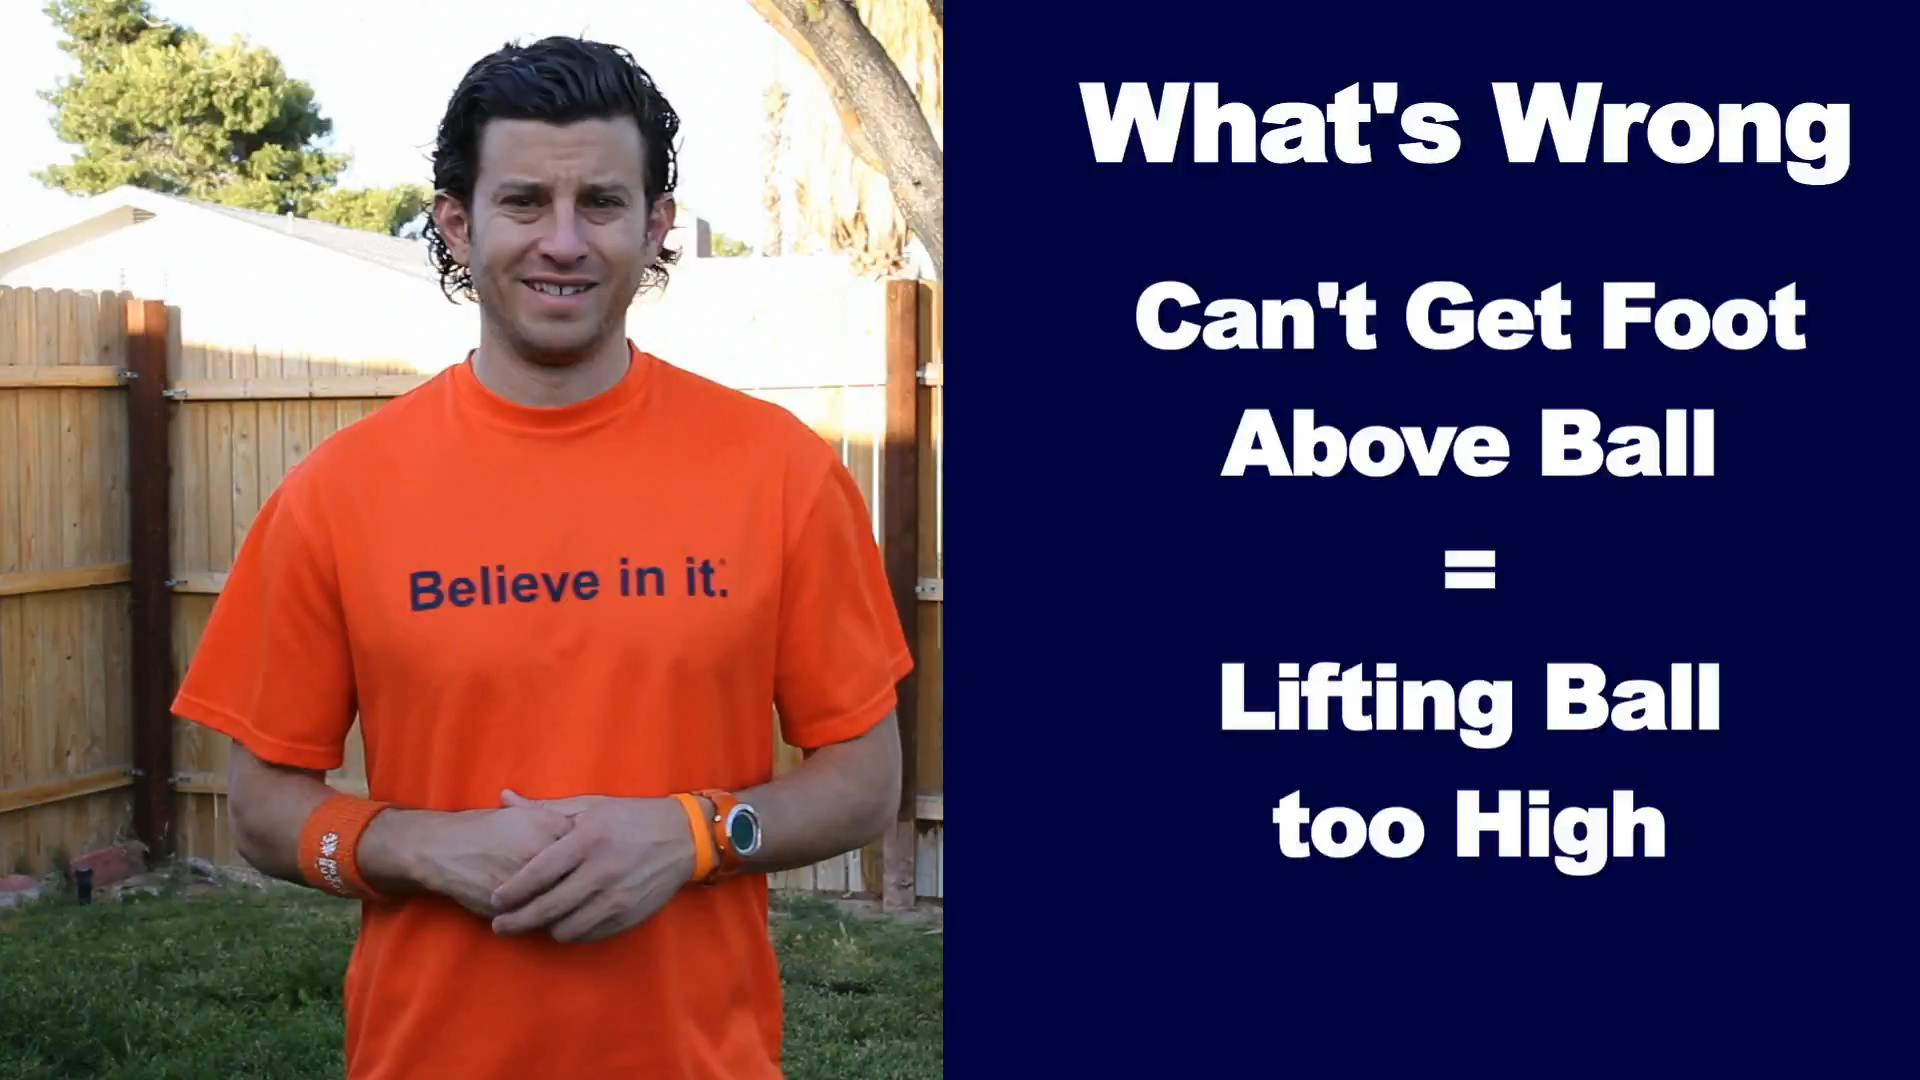 What's Wrong
Can't Get Foot
Above Ball
=
Lifting Ball
too High
Believe in it.